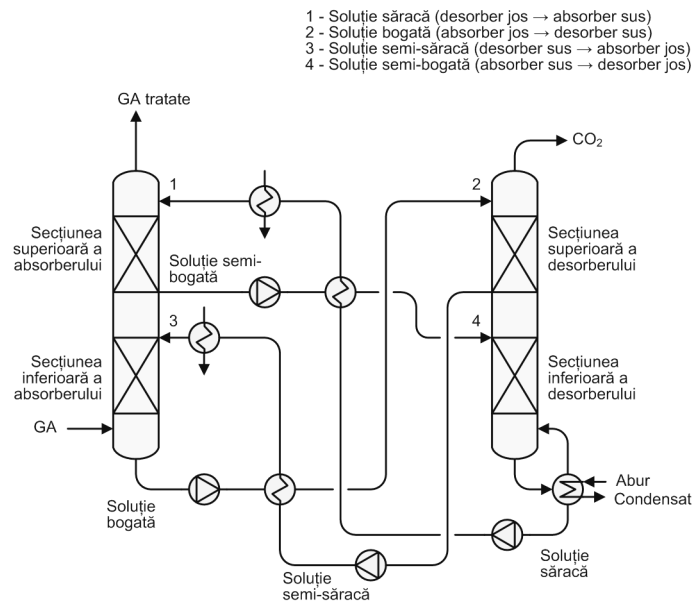 1 - Soluție săracă (desorber jos → absorber sus)
2 - Soluție bogată (absorber jos → desorber sus)
3 - Soluție semi-săracă (desorber sus → absorber jos)
4 - Soluție semi-bogată (absorber sus → desorber jos)
GA tratate
CO₂
1
2
Secțiunea
superioară a
absorberului
Soluție semi-
bogată
Secțiunea
superioară a
desorberului
3
4
Secțiunea
inferioară a
absorberului
Secțiunea
inferioară a
desorberului
GA
Soluție
bogată
Abur
Condensat
Soluție
semi-săracă
Soluție
săracă